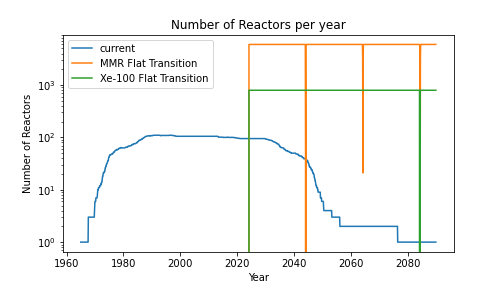 Number of Reactors per year
current
MMR Flat Transition
Xe-100 Flat Transition
Number of Reactors
10³
10²
10¹
10⁰
1960 1980 2000 2020 2040 2060 2080
Year